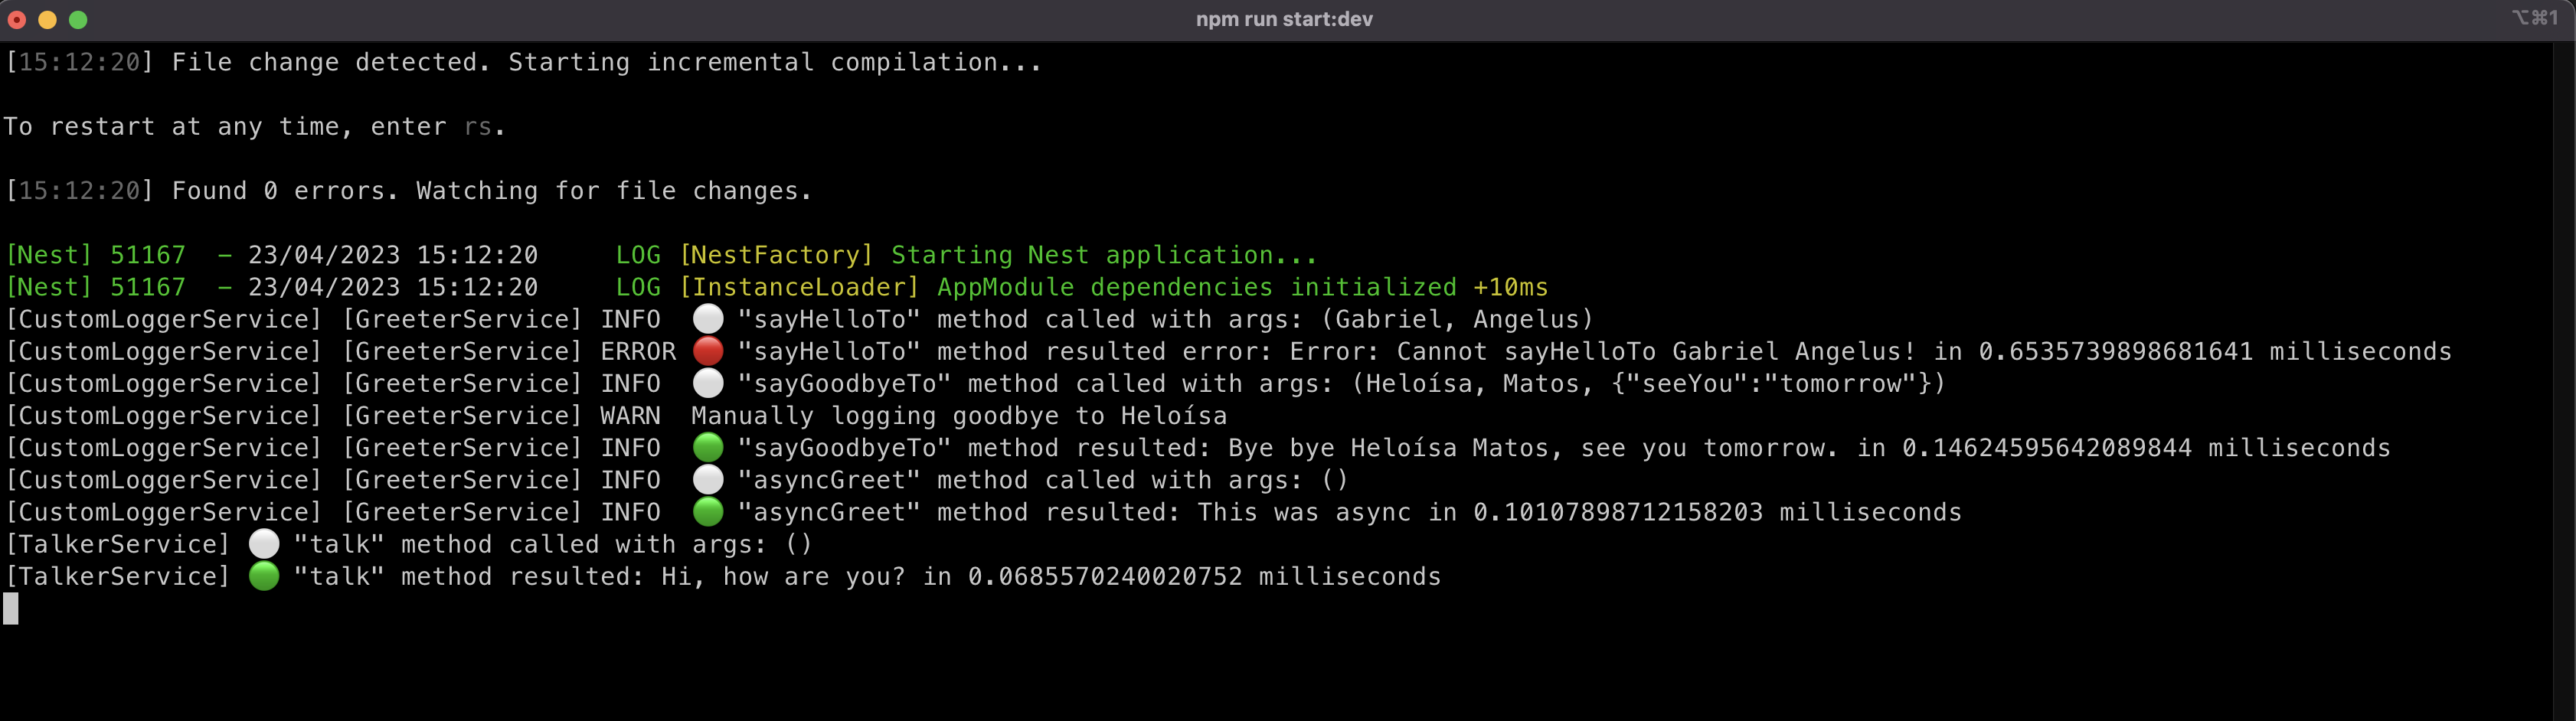 npm run start:dev
⌥⌘1
[15:12:20] File change detected. Starting incremental compilation...
To restart at any time, enter rs.
[15:12:20] Found 0 errors. Watching for file changes.
[Nest] 51167  - 23/04/2023 15:12:20     LOG [NestFactory] Starting Nest application...
[Nest] 51167  - 23/04/2023 15:12:20     LOG [InstanceLoader] AppModule dependencies initialized +10ms
[CustomLoggerService] [GreeterService] INFO  ⚪ "sayHelloTo" method called with args: (Gabriel, Angelus)
[CustomLoggerService] [GreeterService] ERROR 🔴 "sayHelloTo" method resulted error: Error: Cannot sayHelloTo Gabriel Angelus! in 0.6535739898681641 milliseconds
[CustomLoggerService] [GreeterService] INFO  ⚪ "sayGoodbyeTo" method called with args: (Heloísa, Matos, {"seeYou":"tomorrow"})
[CustomLoggerService] [GreeterService] WARN  Manually logging goodbye to Heloísa
[CustomLoggerService] [GreeterService] INFO  🟢 "sayGoodbyeTo" method resulted: Bye bye Heloísa Matos, see you tomorrow. in 0.14624595642089844 milliseconds
[CustomLoggerService] [GreeterService] INFO  ⚪ "asyncGreet" method called with args: ()
[CustomLoggerService] [GreeterService] INFO  🟢 "asyncGreet" method resulted: This was async in 0.10107898712158203 milliseconds
[TalkerService] ⚪ "talk" method called with args: ()
[TalkerService] 🟢 "talk" method resulted: Hi, how are you? in 0.0685570240020752 milliseconds